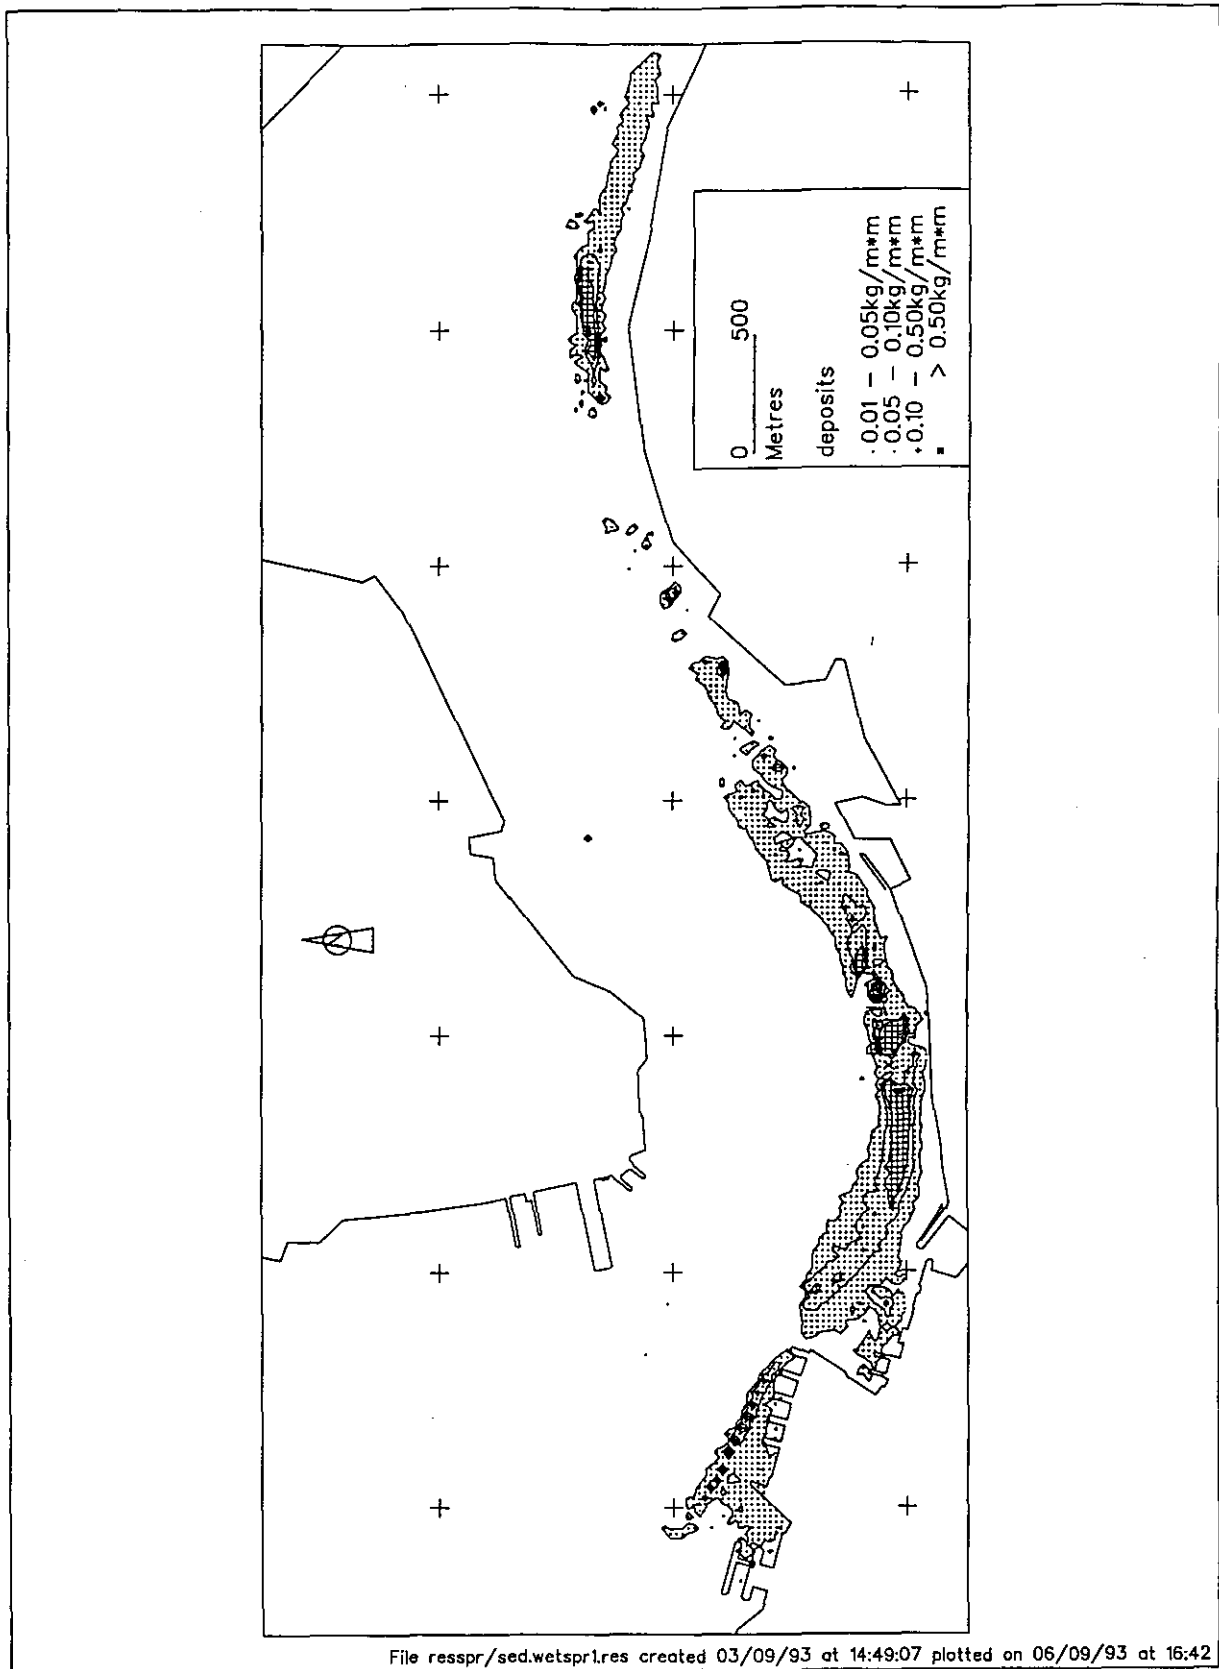 0 500
Metres
deposits
· 0.01 – 0.05kg/m*m
· 0.05 – 0.10kg/m*m
+ 0.10 – 0.50kg/m*m
▪ > 0.50kg/m*m
File resspr/sed.wetspr1.res created 03/09/93 at 14:49:07 plotted on 06/09/93 at 16:42